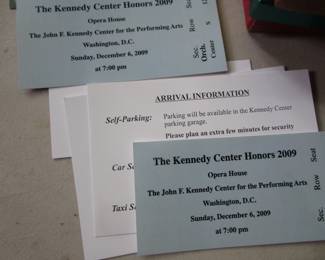 The Kennedy Center Honors 2009
Opera House
The John F. Kennedy Center for the Performing Arts
Washington, D.C.
Sunday, December 6, 2009
at 7:00 pm
Sec. Row Seat
Orch. S
Center
ARRIVAL INFORMATION
Self-Parking: Parking will be available in the Kennedy Center
parking garage.
Please plan an extra few minutes for security
Car
Taxi
The Kennedy Center Honors 2009
Opera House
The John F. Kennedy Center for the Performing Arts
Washington, D.C.
Sunday, December 6, 2009
at 7:00 pm
Sec. Row Seat